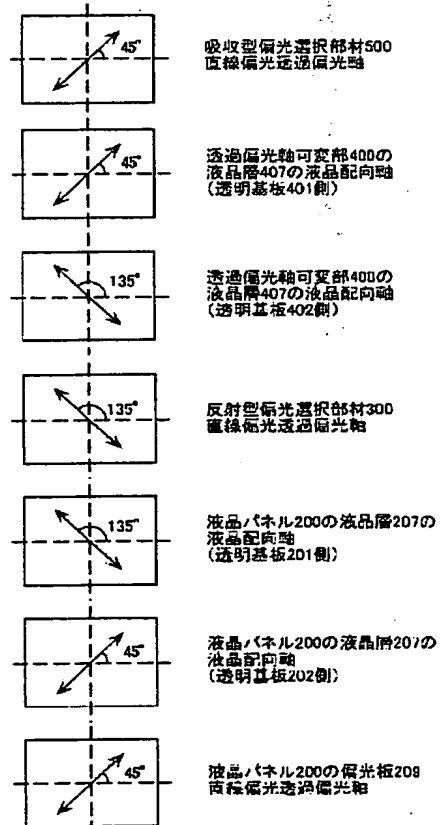 45°
吸収型偏光選択部材500
直線偏光透過偏光軸
45°
透過偏光軸可変部400の
液晶層407の液晶配向軸
(透明基板401側)
135°
透過偏光軸可変部400の
液晶層407の液晶配向軸
(透明基板402側)
135°
反射型偏光選択部材300
直線偏光透過偏光軸
135°
液晶パネル200の液晶層207の
液晶配向軸
(透明基板201側)
45°
液晶パネル200の液晶層207の
液晶配向軸
(透明基板202側)
45°
液晶パネル200の偏光板209
直線偏光透過偏光軸